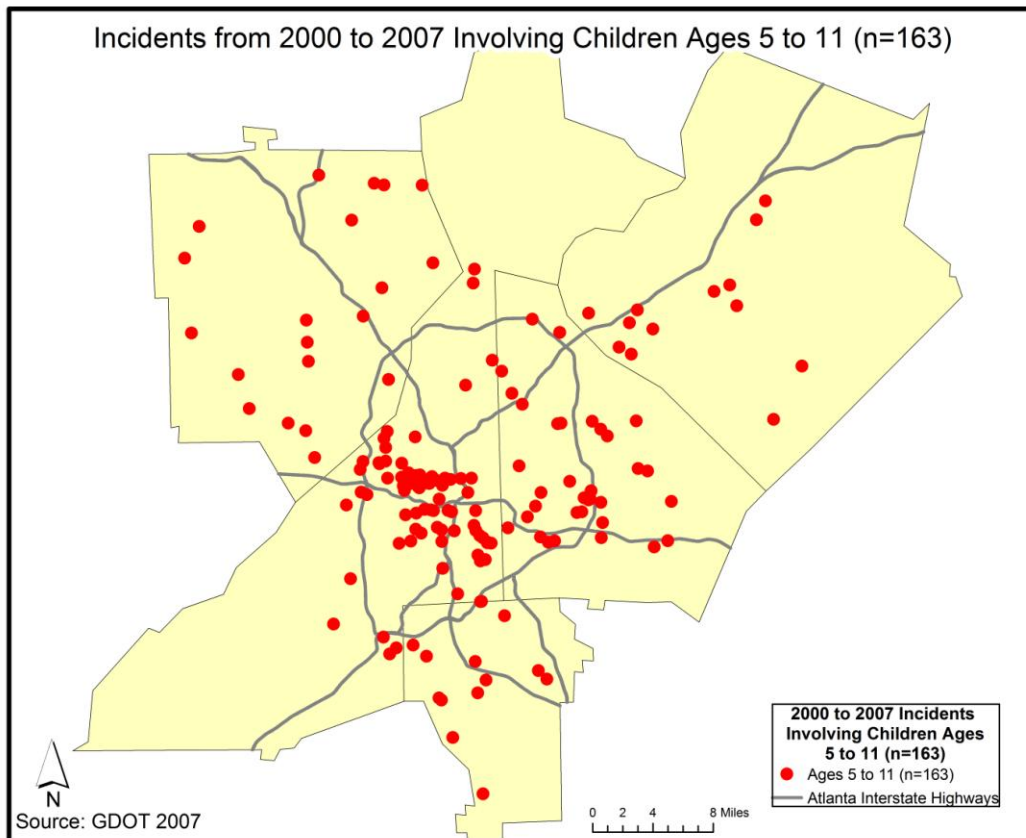 Incidents from 2000 to 2007 Involving Children Ages 5 to 11 (n=163)
2000 to 2007 Incidents
Involving Children Ages
5 to 11 (n=163)
Ages 5 to 11 (n=163)
Atlanta Interstate Highways
N
Source: GDOT 2007
0 2 4 8 Miles